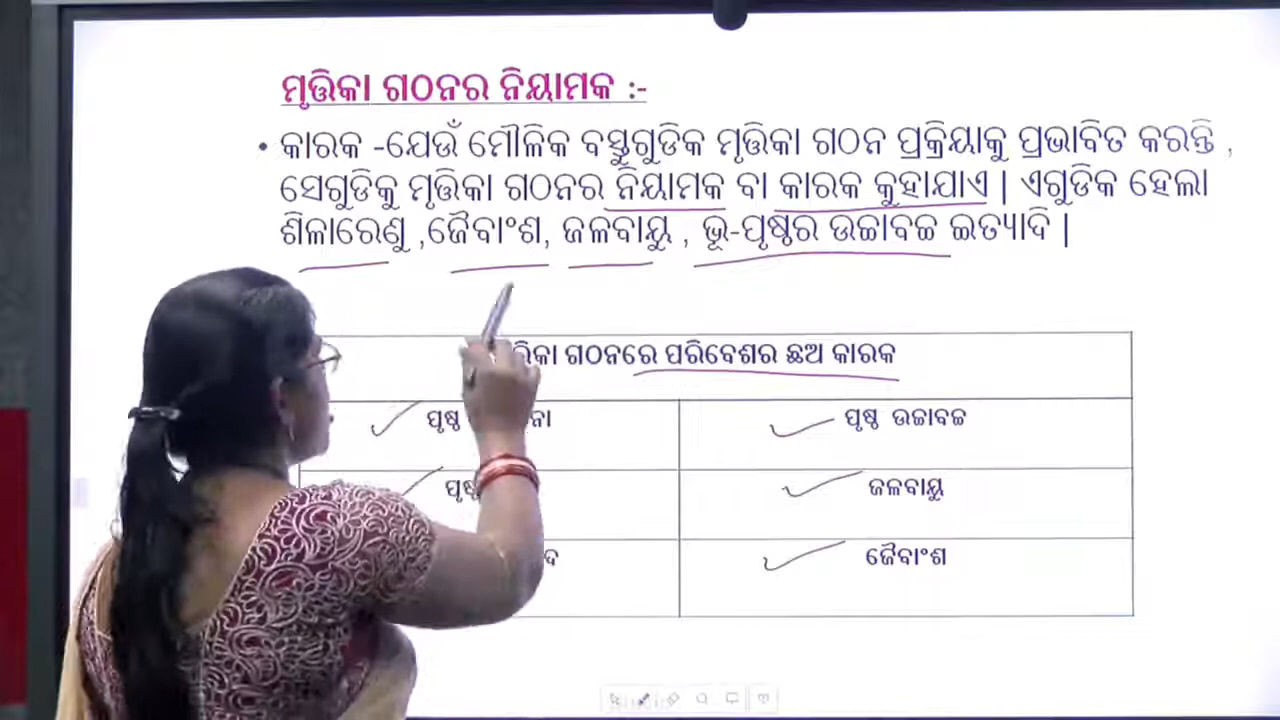 ମୃତ୍ତିକା ଗଠନର ନିୟାମକ :-
• କାରକ -ଯେଉଁ ମୌଳିକ ବସ୍ତୁଗୁଡିକ ମୃତ୍ତିକା ଗଠନ ପ୍ରକ୍ରିୟାକୁ ପ୍ରଭାବିତ କରନ୍ତି ,
ସେଗୁଡିକୁ ମୃତ୍ତିକା ଗଠନର ନିୟାମକ ବା କାରକ କୁହାଯାଏ | ଏଗୁଡିକ ହେଲା
ଶିଳାରେଣୁ ,ଜୈବାଂଶ, ଜଳବାୟୁ , ଭୂ-ପୃଷ୍ଠର ଉଚ୍ଚାବଚ୍ଚ ଇତ୍ୟାଦି |
ଗଠନରେ ପରିବେଶର ଛଅ କାରକ
ପୃଷ୍ଠ
ପୃଷ୍ଠ ଉଚ୍ଚାବଚ୍ଚ
ଜଳବାୟୁ
ଜୈବାଂଶ